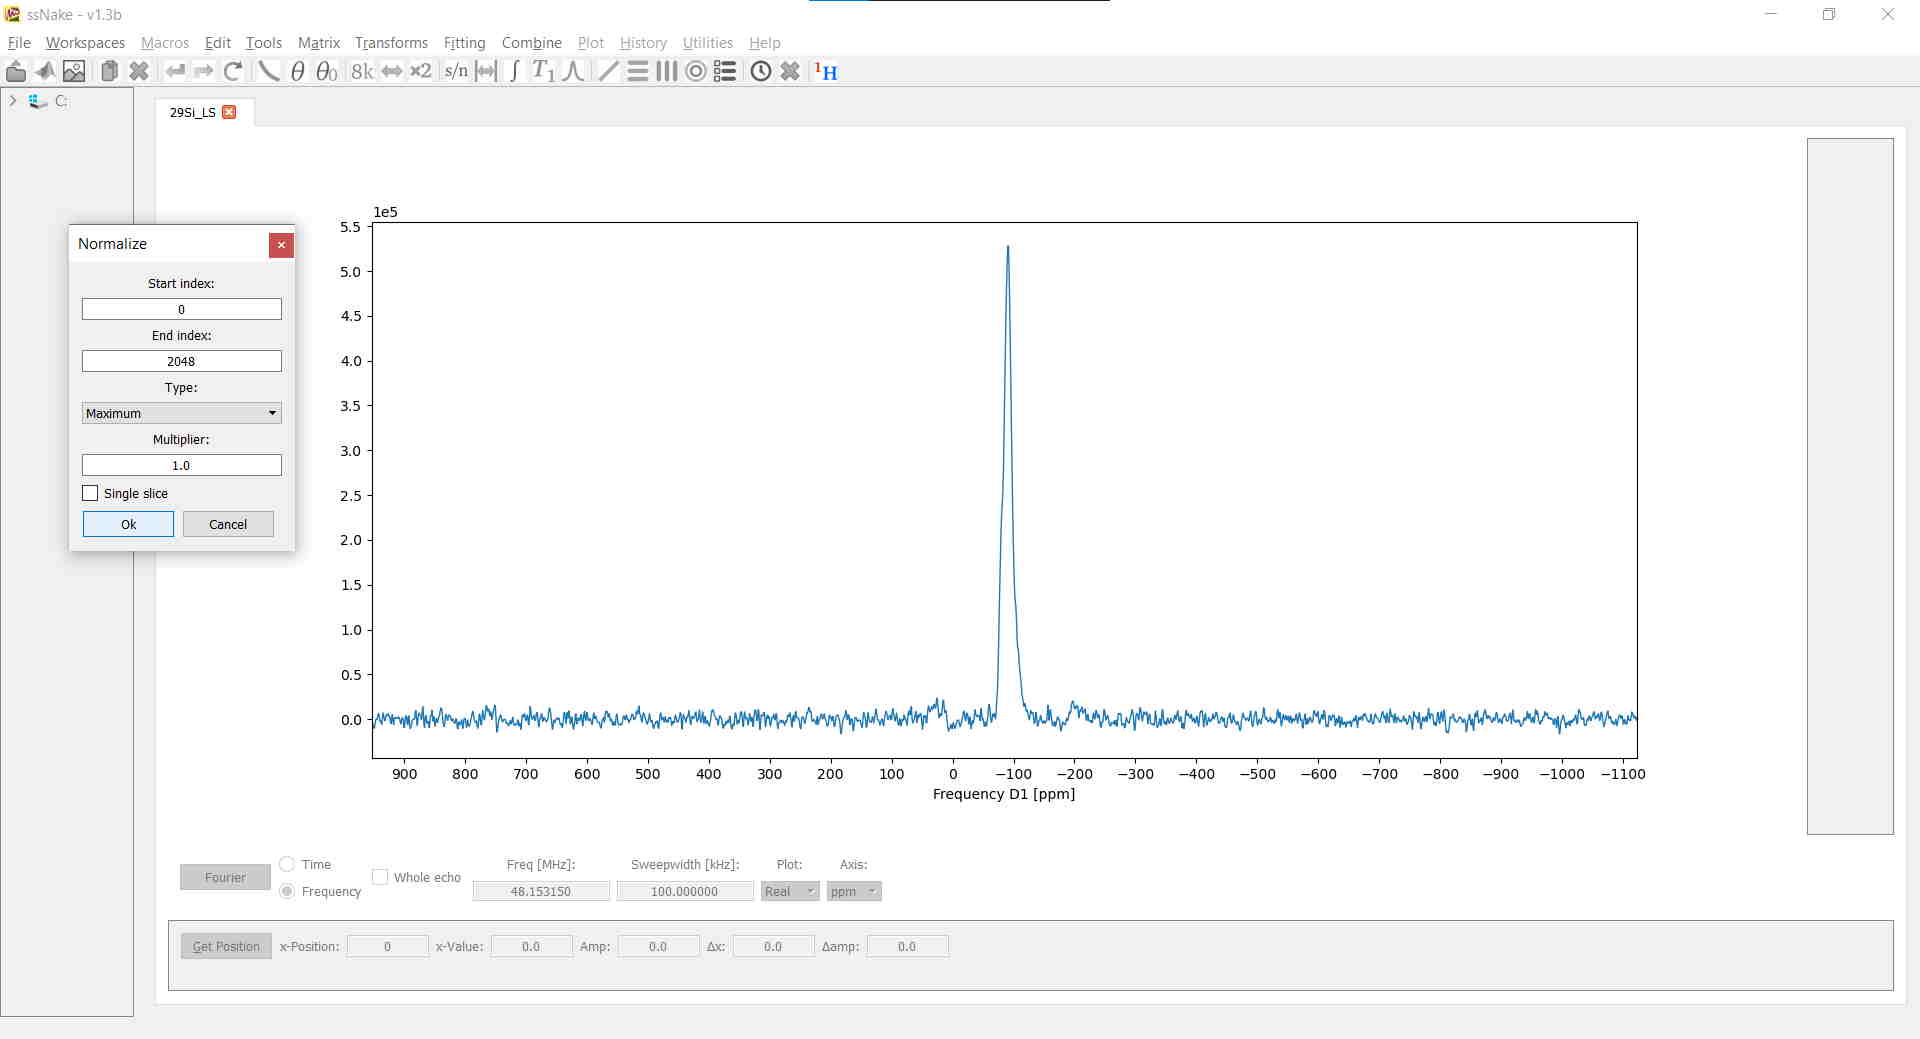 ssNake - v1.3b
File Workspaces Macros Edit Tools Matrix Transforms Fitting Combine Plot History Utilities Help
θ θ0 8k ×2 s/n ∫ T1 1H
C:
29Si_LS
Normalize
Start index:
0
End index:
2048
Type:
Maximum
Multiplier:
1.0
Single slice
Ok Cancel
1e5
5.5
5.0
4.5
4.0
3.5
3.0
2.5
2.0
1.5
1.0
0.5
0.0
900 800 700 600 500 400 300 200 100 0 −100 −200 −300 −400 −500 −600 −700 −800 −900 −1000 −1100
Frequency D1 [ppm]
Fourier
Time
Frequency
Whole echo
Freq [MHz]: Sweepwidth [kHz]: Plot: Axis:
48.153150 100.000000 Real ppm
Get Position x-Position: 0 x-Value: 0.0 Amp: 0.0 Δx: 0.0 Δamp: 0.0